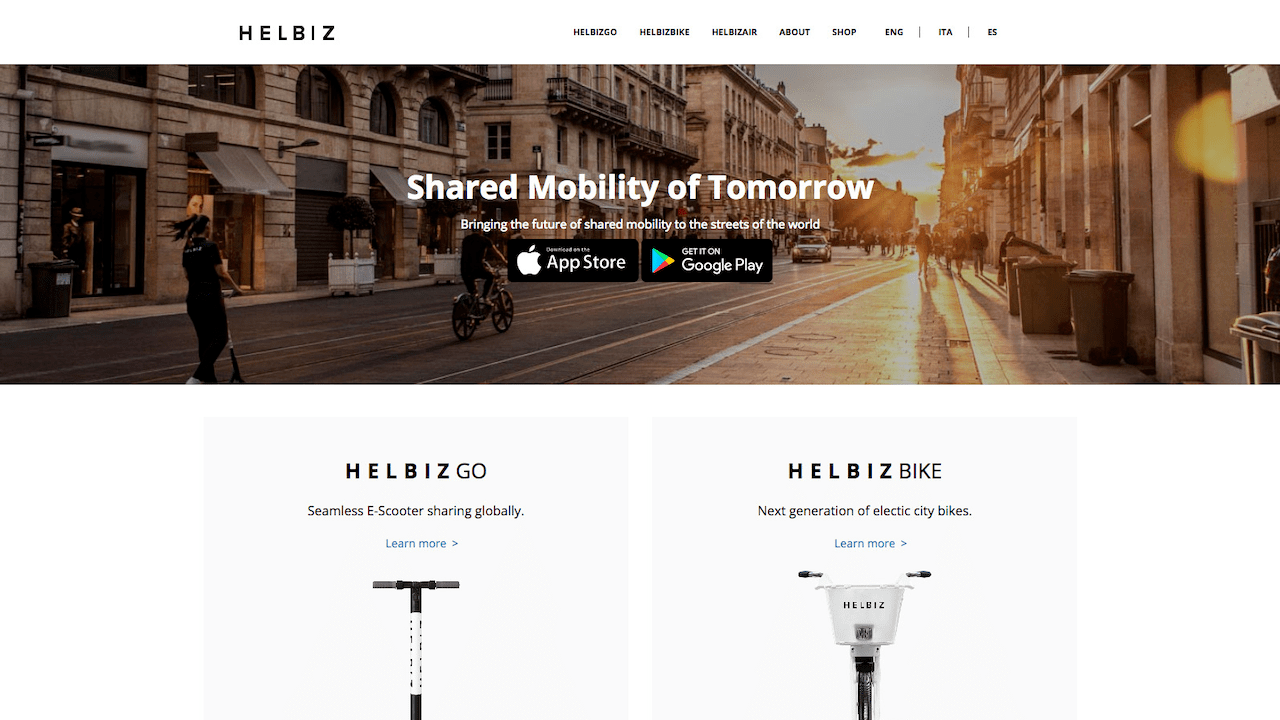 HELBIZ
HELBIZGO HELBIZBIKE HELBIZAIR ABOUT SHOP ENG | ITA | ES
Shared Mobility of Tomorrow
Bringing the future of shared mobility to the streets of the world
Download on the
App Store
GET IT ON
Google Play
HELBIZ GO
Seamless E-Scooter sharing globally.
Learn more >
HELBIZ BIKE
Next generation of electic city bikes.
Learn more >
HELBIZ